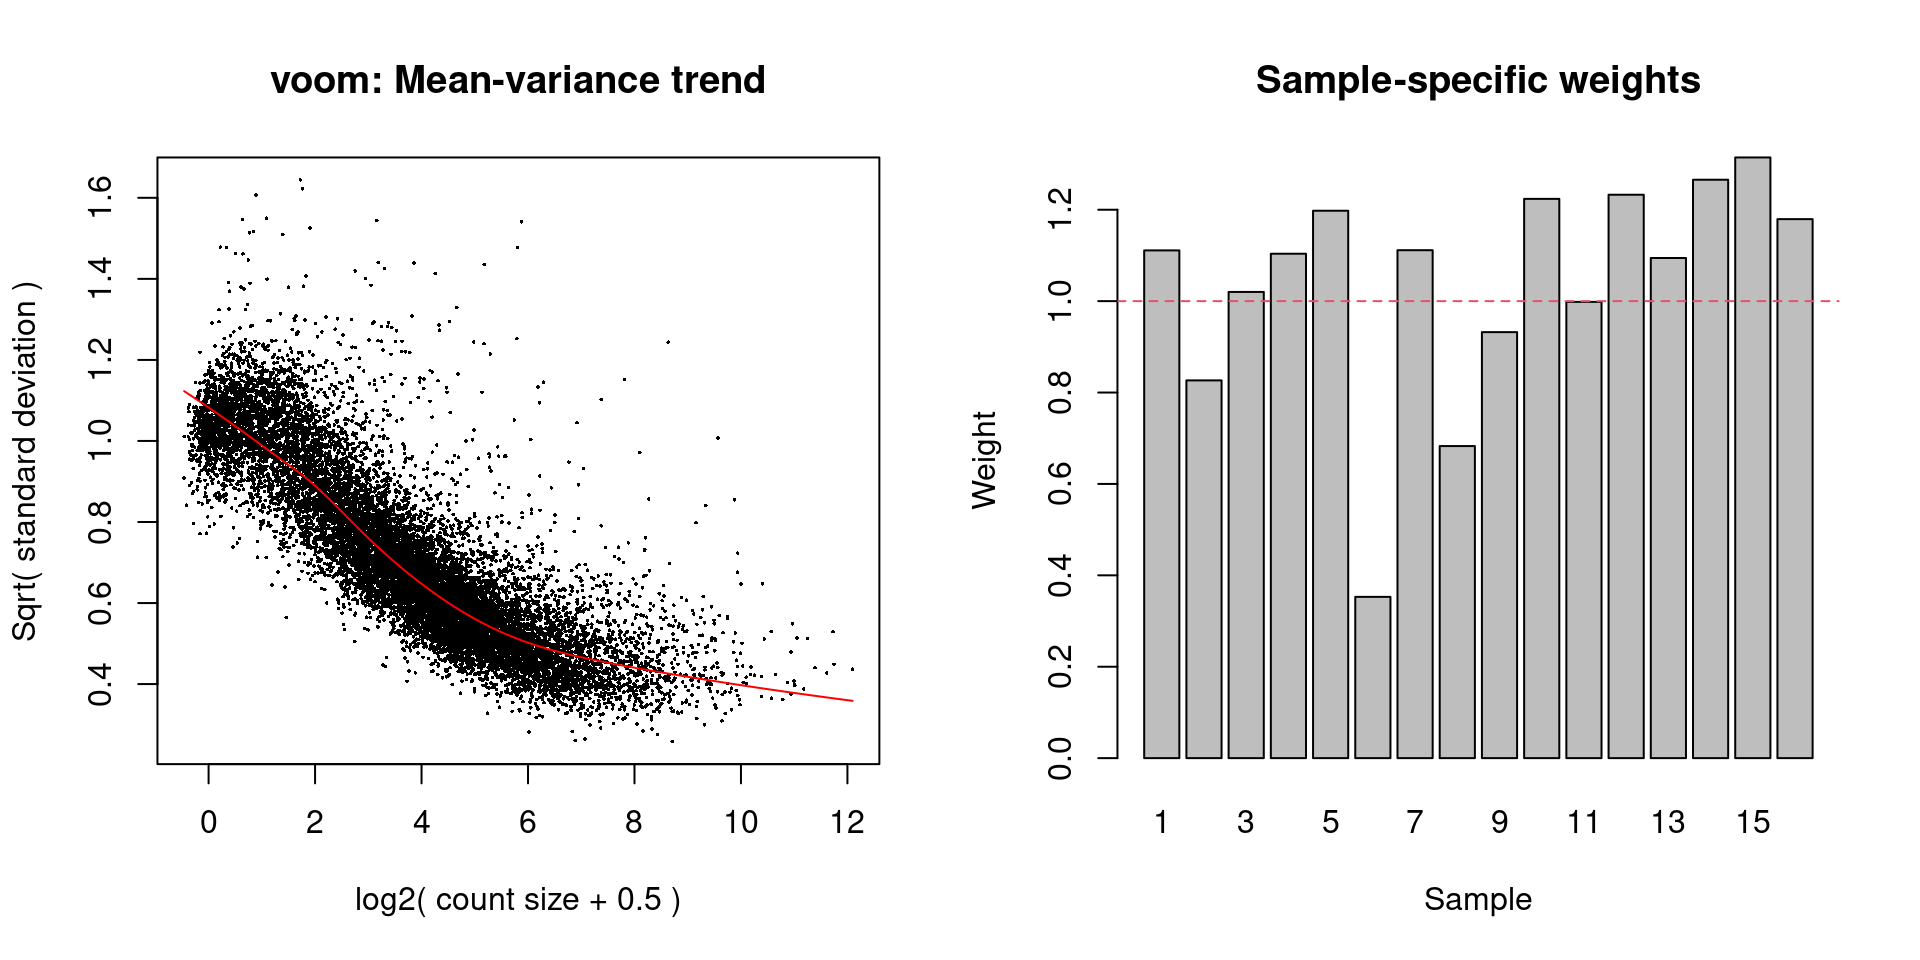 voom: Mean-variance trend
Sqrt( standard deviation )
1.6
1.4
1.2
1.0
0.8
0.6
0.4
0 2 4 6 8 10 12
log2( count size + 0.5 )
Sample-specific weights
Weight
1.2
1.0
0.8
0.6
0.4
0.2
0.0
1 3 5 7 9 11 13 15
Sample